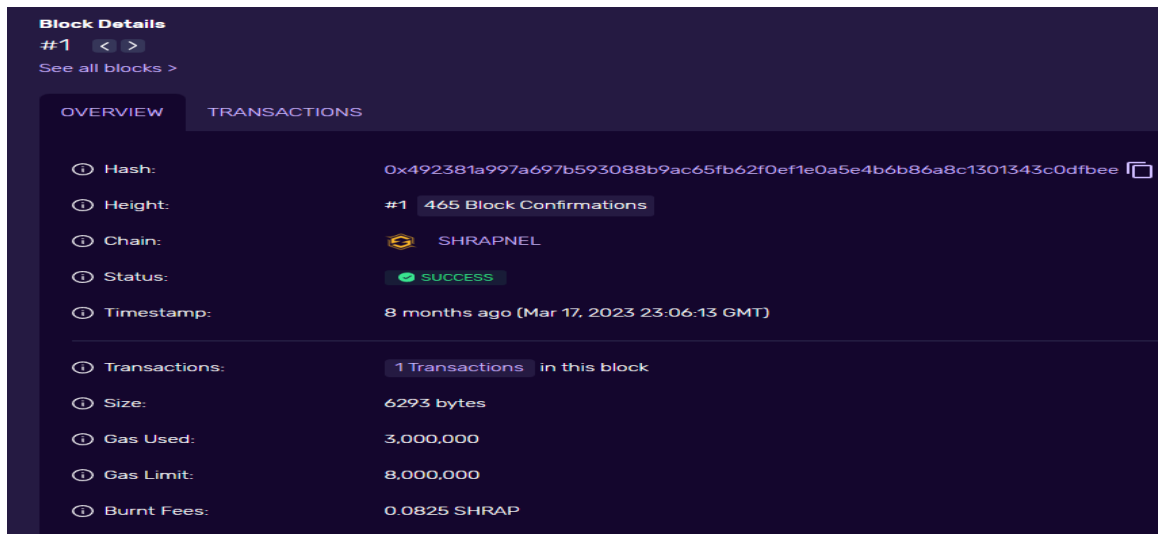 Block Details
#1 < >
See all blocks >
OVERVIEW TRANSACTIONS
Hash: 0x492381a997a697b593088b9ac65fb62f0ef1e0a5e4b6b86a8c1301343c0dfbee
Height: #1 465 Block Confirmations
Chain: SHRAPNEL
Status: SUCCESS
Timestamp: 8 months ago (Mar 17, 2023 23:06:13 GMT)
Transactions: 1 Transactions in this block
Size: 6293 bytes
Gas Used: 3,000,000
Gas Limit: 8,000,000
Burnt Fees: 0.0825 SHRAP